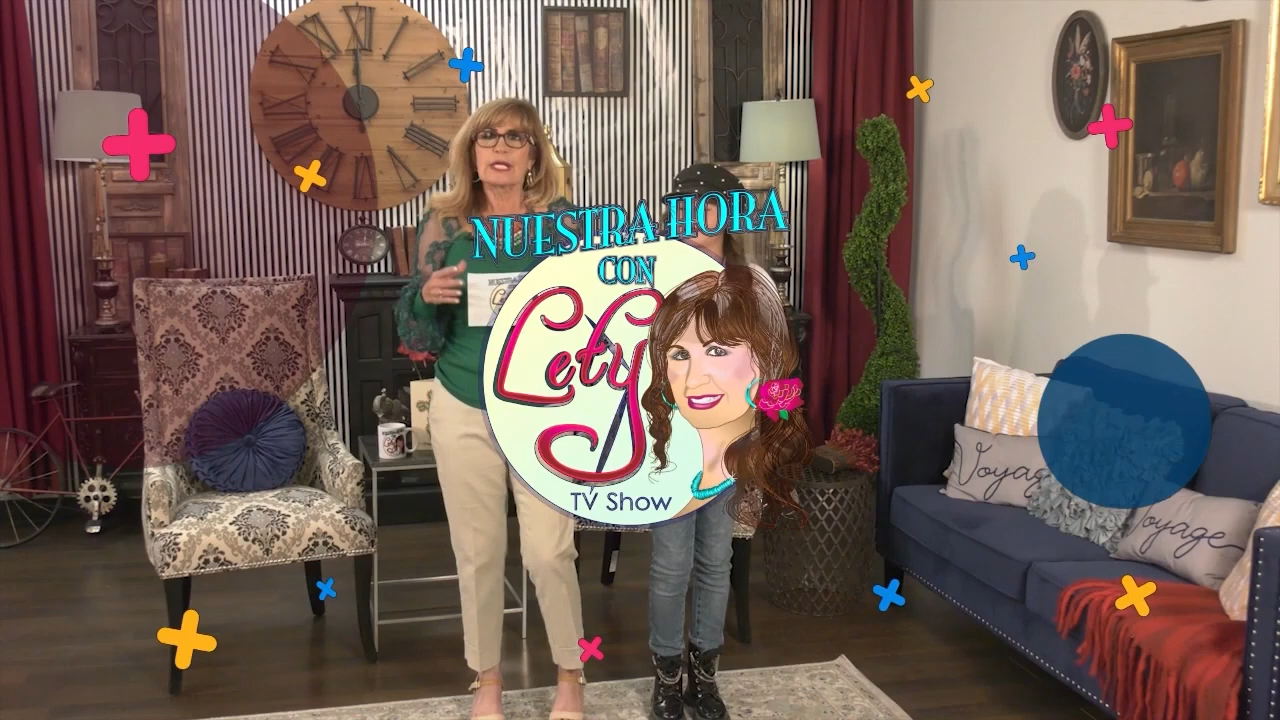 NUESTRA HORA
CON
Lety
TV Show
Voyage
Voyage